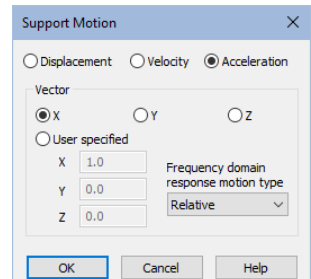 Support Motion
Displacement Velocity Acceleration
Vector
X Y Z
User specified
X 1.0
Y 0.0
Z 0.0
Frequency domain
response motion type
Relative
OK Cancel Help